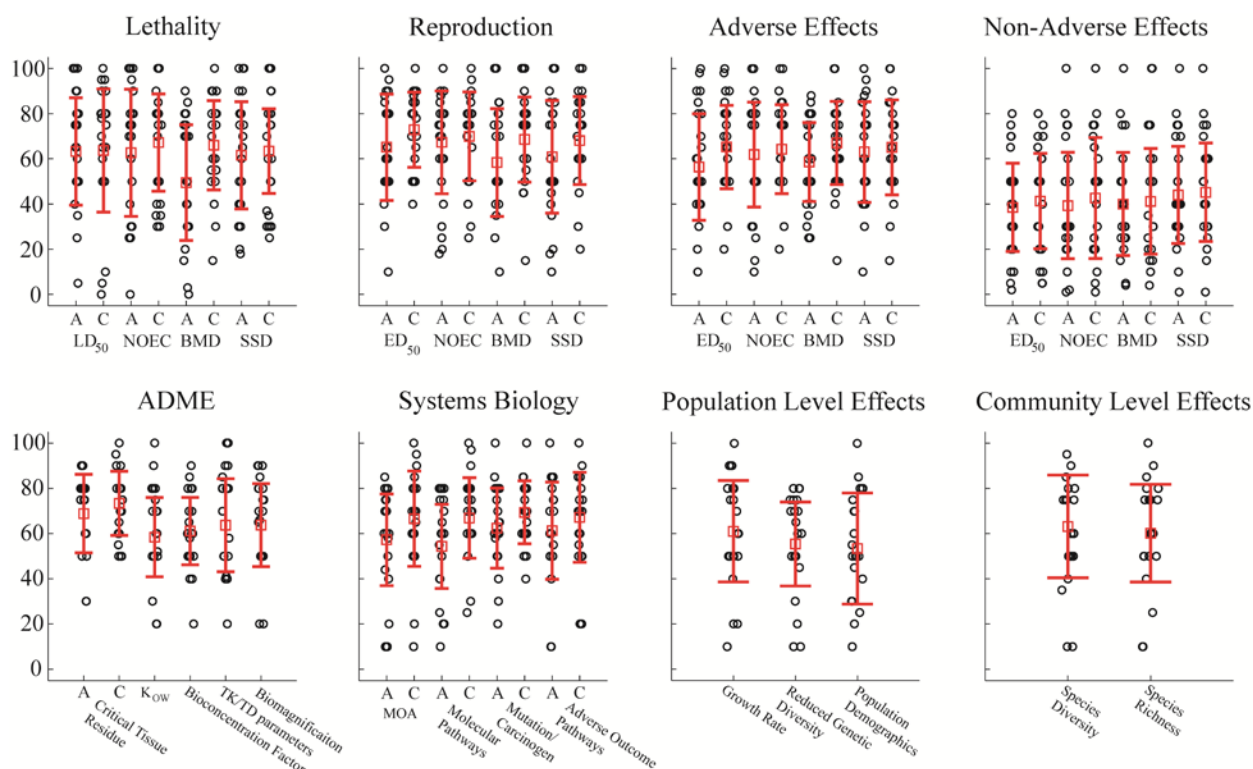 Lethality
Reproduction
Adverse Effects
Non-Adverse Effects
100
80
60
40
20
0
A C A C A C A C
LD50 NOEC BMD SSD
A C A C A C A C
ED50 NOEC BMD SSD
A C A C A C A C
ED50 NOEC BMD SSD
A C A C A C A C
ED50 NOEC BMD SSD
ADME
Systems Biology
Population Level Effects
Community Level Effects
100
80
60
40
20
0
A C
Critical Tissue
Residue
KOW
Bioconcentration Factor
TK/TD parameters
Biomagnificaiton
A C A C A C A C
MOA
Molecular
Pathways
Mutation/
Carcinogen
Adverse Outcome
Pathways
Growth Rate
Reduced Genetic
Diversity
Population
Demographics
Species
Diversity
Species
Richness